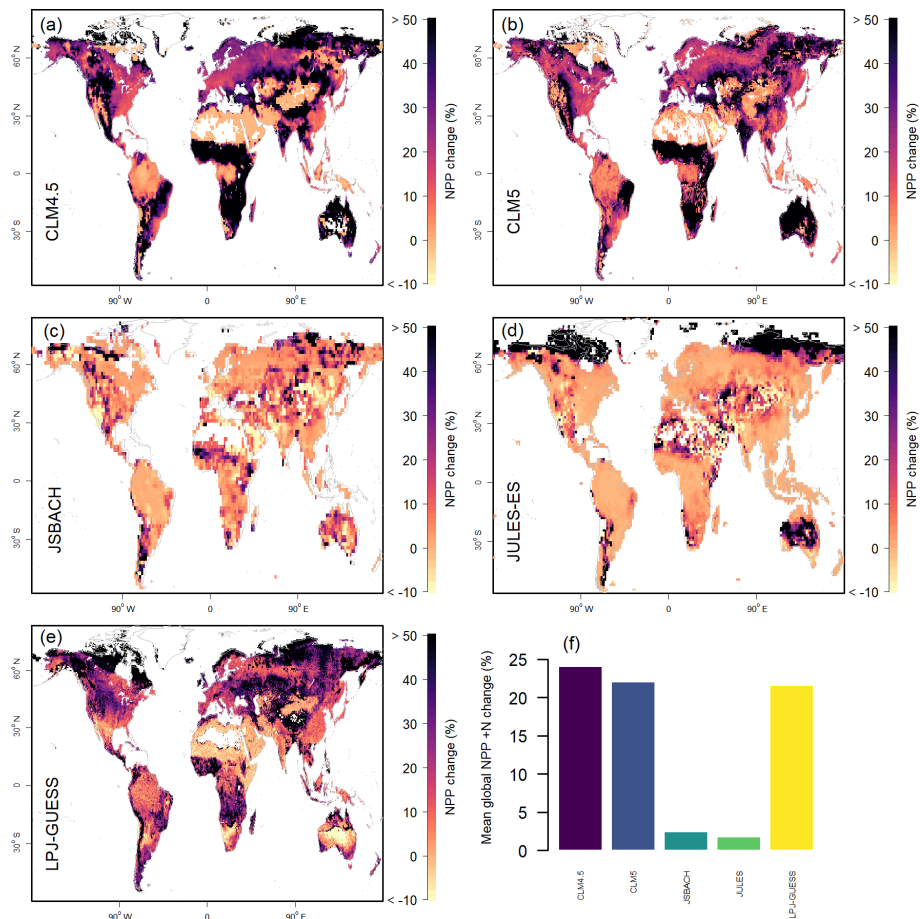 (a)
CLM4.5
60° N
30° N
0
30° S
90° W
0
90° E
> 50
40
30
20
10
0
< -10
NPP change (%)
(b)
CLM5
60° N
30° N
0
30° S
90° W
0
90° E
> 50
40
30
20
10
0
< -10
NPP change (%)
(c)
JSBACH
60° N
30° N
0
30° S
90° W
0
90° E
> 50
40
30
20
10
0
< -10
NPP change (%)
(d)
JULES-ES
60° N
30° N
0
30° S
90° W
0
90° E
> 50
40
30
20
10
0
< -10
NPP change (%)
(e)
LPJ-GUESS
60° N
30° N
0
30° S
90° W
0
90° E
> 50
40
30
20
10
0
< -10
NPP change (%)
(f)
Mean global NPP +N change (%)
25
20
15
10
5
0
CLM4.5
CLM5
JSBACH
JULES
LPJ-GUESS